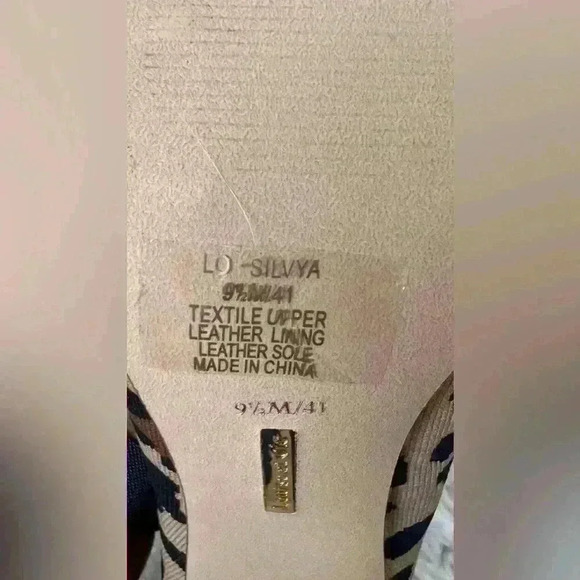 LO -SILVYA
9½M/41
TEXTILE UPPER
LEATHER LINING
LEATHER SOLE
MADE IN CHINA
9½M/41